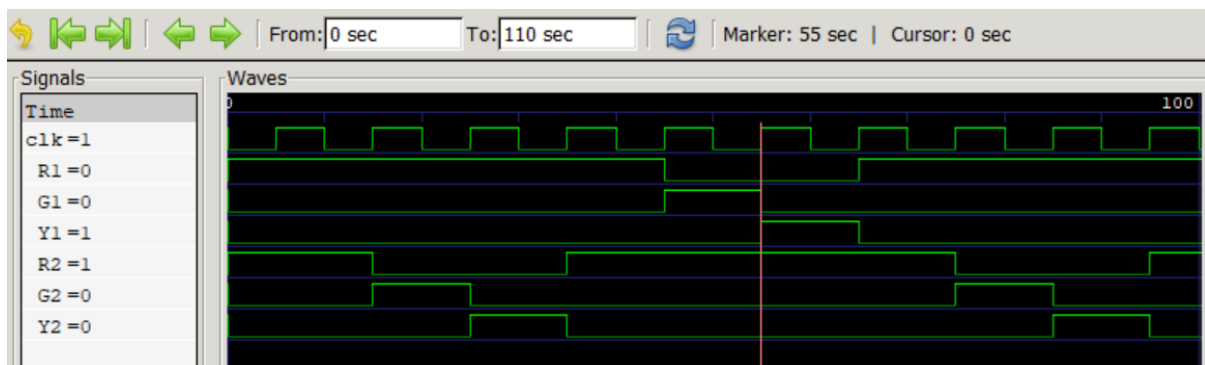 From: 0 sec To: 110 sec Marker: 55 sec | Cursor: 0 sec
Signals Waves
Time 0 100
clk=1
R1=0
G1=0
Y1=1
R2=1
G2=0
Y2=0